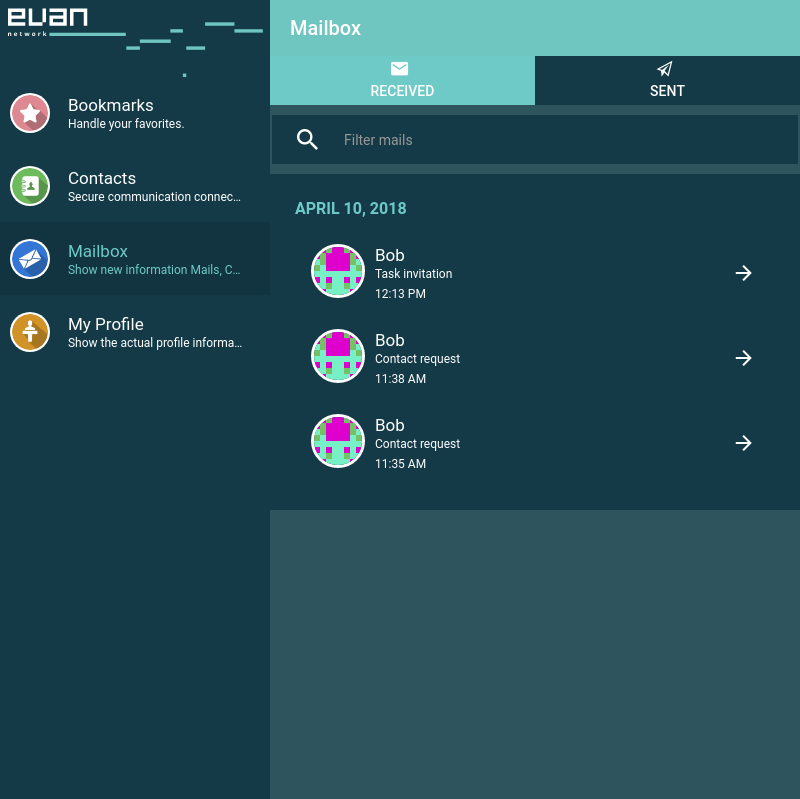 evan
network
Bookmarks
Handle your favorites.
Contacts
Secure communication connec...
Mailbox
Show new information Mails, C...
My Profile
Show the actual profile informa...
Mailbox
RECEIVED
SENT
Filter mails
APRIL 10, 2018
Bob
Task invitation
12:13 PM
Bob
Contact request
11:38 AM
Bob
Contact request
11:35 AM